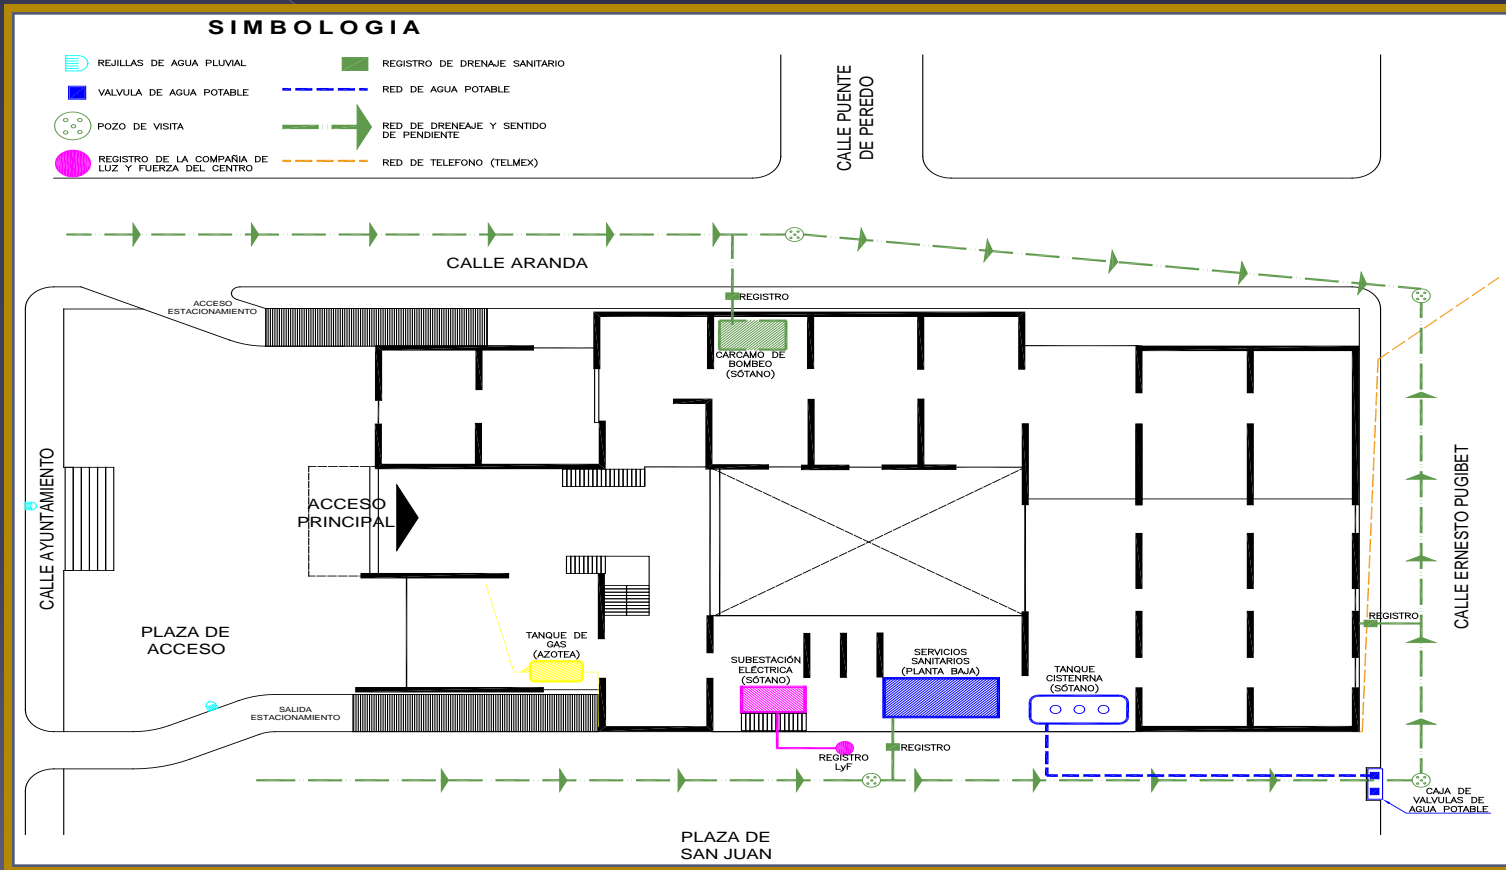 SIMBOLOGIA
REJILLAS DE AGUA PLUVIAL
REGISTRO DE DRENAJE SANITARIO
VALVULA DE AGUA POTABLE
RED DE AGUA POTABLE
POZO DE VISITA
RED DE DRENEAJE Y SENTIDO
DE PENDIENTE
REGISTRO DE LA COMPAÑIA DE
LUZ Y FUERZA DEL CENTRO
RED DE TELEFONO (TELMEX)
CALLE PUENTE
DE PEREDO
CALLE ARANDA
ACCESO
ESTACIONAMIENTO
REGISTRO
CARCAMO DE
BOMBEO
(SÓTANO)
CALLE AYUNTAMIENTO
ACCESO
PRINCIPAL
CALLE ERNESTO PUGIBET
REGISTRO
PLAZA DE
ACCESO
TANQUE DE
GAS
(AZOTEA)
SUBESTACIÓN
ELÉCTRICA
(SÓTANO)
SERVICIOS
SANITARIOS
(PLANTA BAJA)
TANQUE
CISTENRNA
(SÓTANO)
SALIDA
ESTACIONAMIENTO
REGISTRO
LyF
REGISTRO
CAJA DE
VALVULAS DE
AGUA POTABLE
PLAZA DE
SAN JUAN